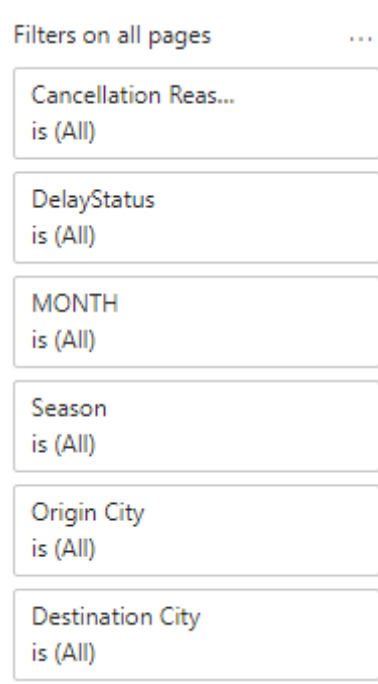 Filters on all pages ...
Cancellation Reas...
is (All)
DelayStatus
is (All)
MONTH
is (All)
Season
is (All)
Origin City
is (All)
Destination City
is (All)